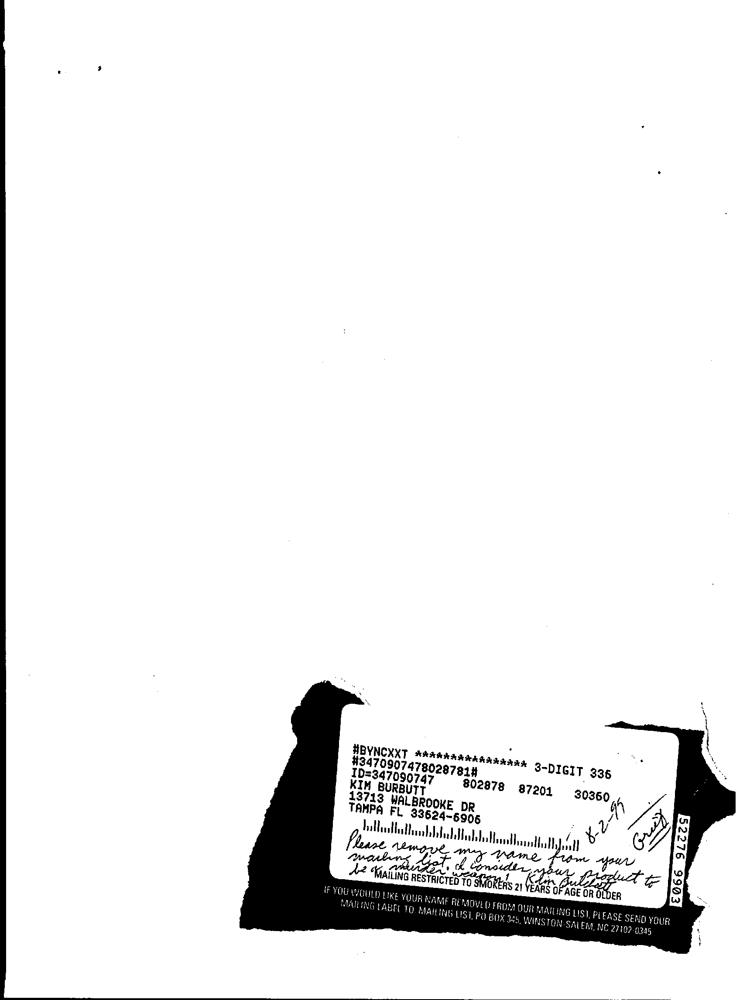 #BYNCXXT **************** 3-DIGIT 335
#3470907478028781#
ID=347090747 802878 87201 30360
KIM BURBUTT
13713 WALBROOKE DR
TAMPA FL 33624-6906
8-2-99
Please remove my name from your
mailing list. I consider your product to
be a murder weapon! Kim Burbutt
MAILING RESTRICTED TO SMOKERS 21 YEARS OF AGE OR OLDER
IF YOU WOULD LIKE YOUR NAME REMOVED FROM OUR MAILING LIST, PLEASE SEND YOUR
MAILING LABEL TO: MAILING LIST, PO BOX 345, WINSTON-SALEM, NC 27102-0345
52276 9903